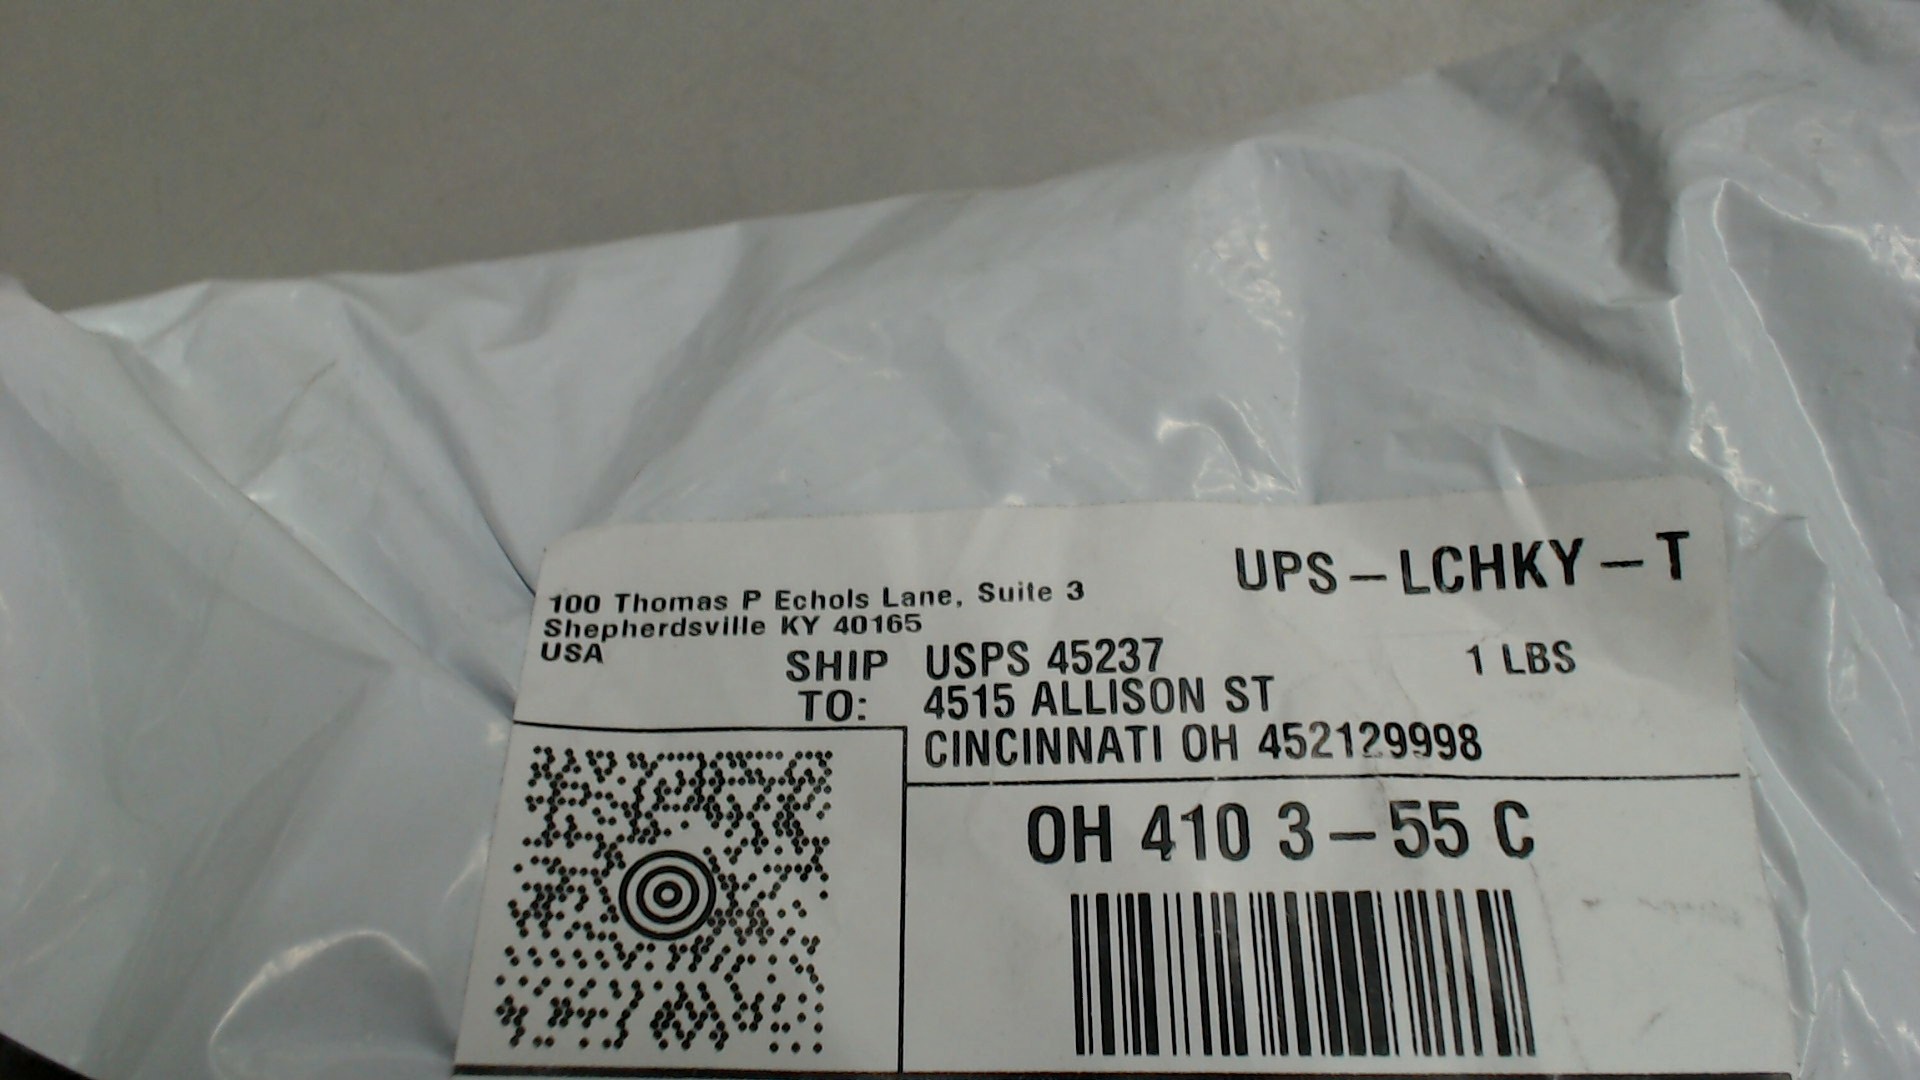 UPS – LCHKY – T
100 Thomas P Echols Lane, Suite 3
Shepherdsville KY 40165
USA
1 LBS
SHIP TO:
USPS 45237
4515 ALLISON ST
CINCINNATI OH 452129998
OH 410 3 – 55 C